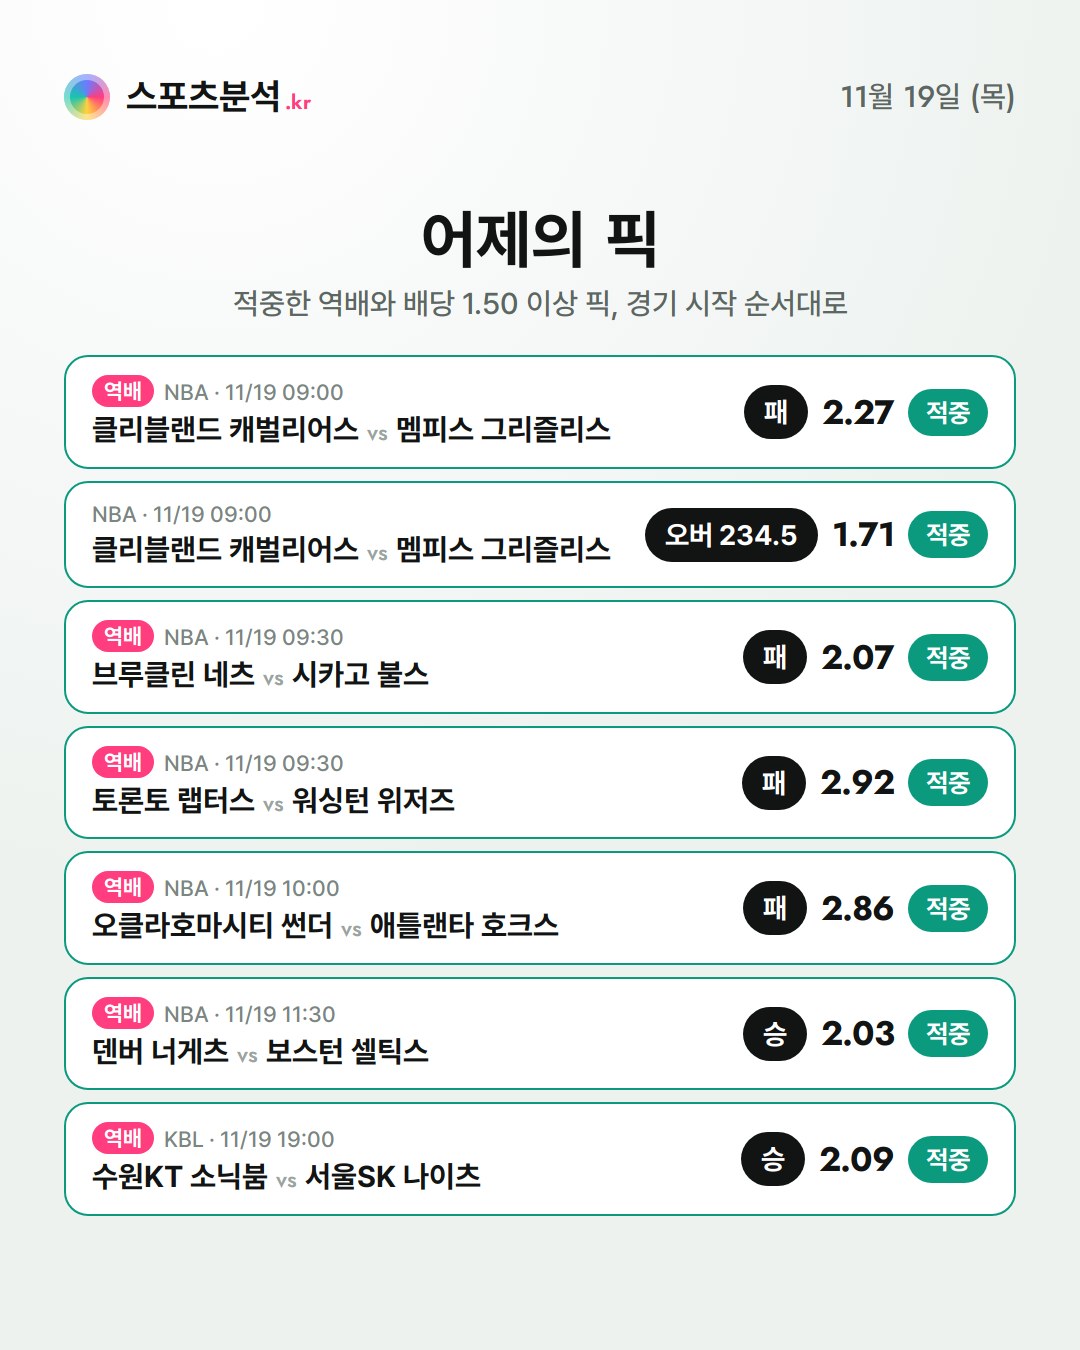 스포츠분석.kr
11월 19일 (목)
어제의 픽
적중한 역배와 배당 1.50 이상 픽, 경기 시작 순서대로
역배 NBA · 11/19 09:00
클리블랜드 캐벌리어스 vs 멤피스 그리즐리스
패 2.27 적중
NBA · 11/19 09:00
클리블랜드 캐벌리어스 vs 멤피스 그리즐리스
오버 234.5 1.71 적중
역배 NBA · 11/19 09:30
브루클린 네츠 vs 시카고 불스
패 2.07 적중
역배 NBA · 11/19 09:30
토론토 랩터스 vs 워싱턴 위저즈
패 2.92 적중
역배 NBA · 11/19 10:00
오클라호마시티 썬더 vs 애틀랜타 호크스
패 2.86 적중
역배 NBA · 11/19 11:30
덴버 너게츠 vs 보스턴 셀틱스
승 2.03 적중
역배 KBL · 11/19 19:00
수원KT 소닉붐 vs 서울SK 나이츠
승 2.09 적중